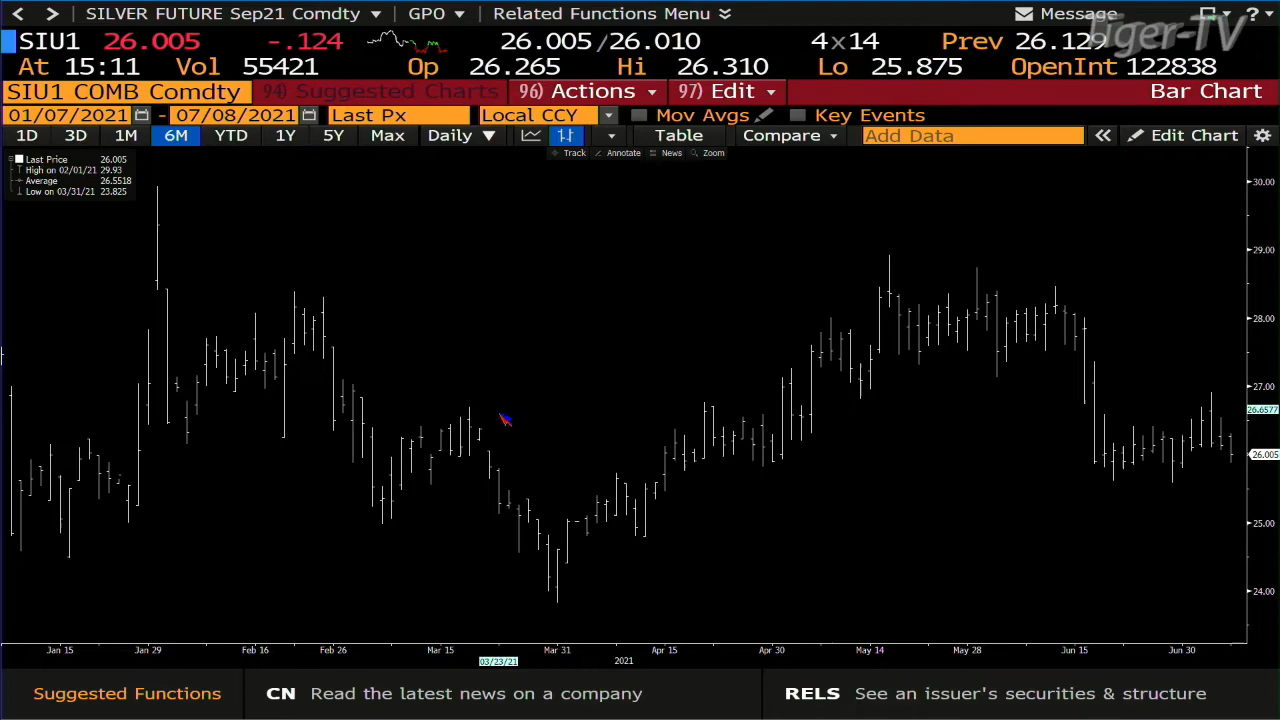 < > SILVER FUTURE Sep21 Comdty ▼ GPO ▼ Related Functions Menu Message ? Tiger-TV
SIU1 26.005 -.124 26.005/26.010 4x14 Prev 26.129
At 15:11 Vol 55421 Op 26.265 Hi 26.310 Lo 25.875 OpenInt 122838
SIU1 COMB Comdty 94) Suggested Charts 96) Actions 97) Edit Bar Chart
01/07/2021 - 07/08/2021 Last Px Local CCY Mov Avgs Key Events
1D 3D 1M 6M YTD 1Y 5Y Max Daily ▼ Table Compare Add Data « Edit Chart
Track Annotate News Zoom
Last Price 26.005
High on 02/01/21 29.93
Average 26.5518
Low on 03/31/21 23.825
30.00
29.00
28.00
27.00
26.6577
26.005
25.00
24.00
Jan 15 Jan 29 Feb 16 Feb 26 Mar 15 Mar 31 Apr 15 Apr 30 May 14 May 28 Jun 15 Jun 30
03/23/21 2021
Suggested Functions CN Read the latest news on a company RELS See an issuer's securities & structure